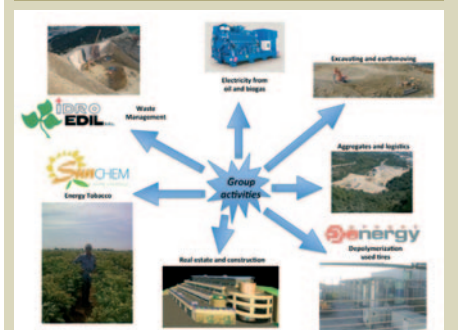 Electricity from
oil and biogas
Excavating and earthmoving
IDRO
EDIL
Waste
Management
Aggregates and logistics
SunCHEM
Energy Tobacco
Group
activities
energy
Depolymerization
used tires
Real estate and construction